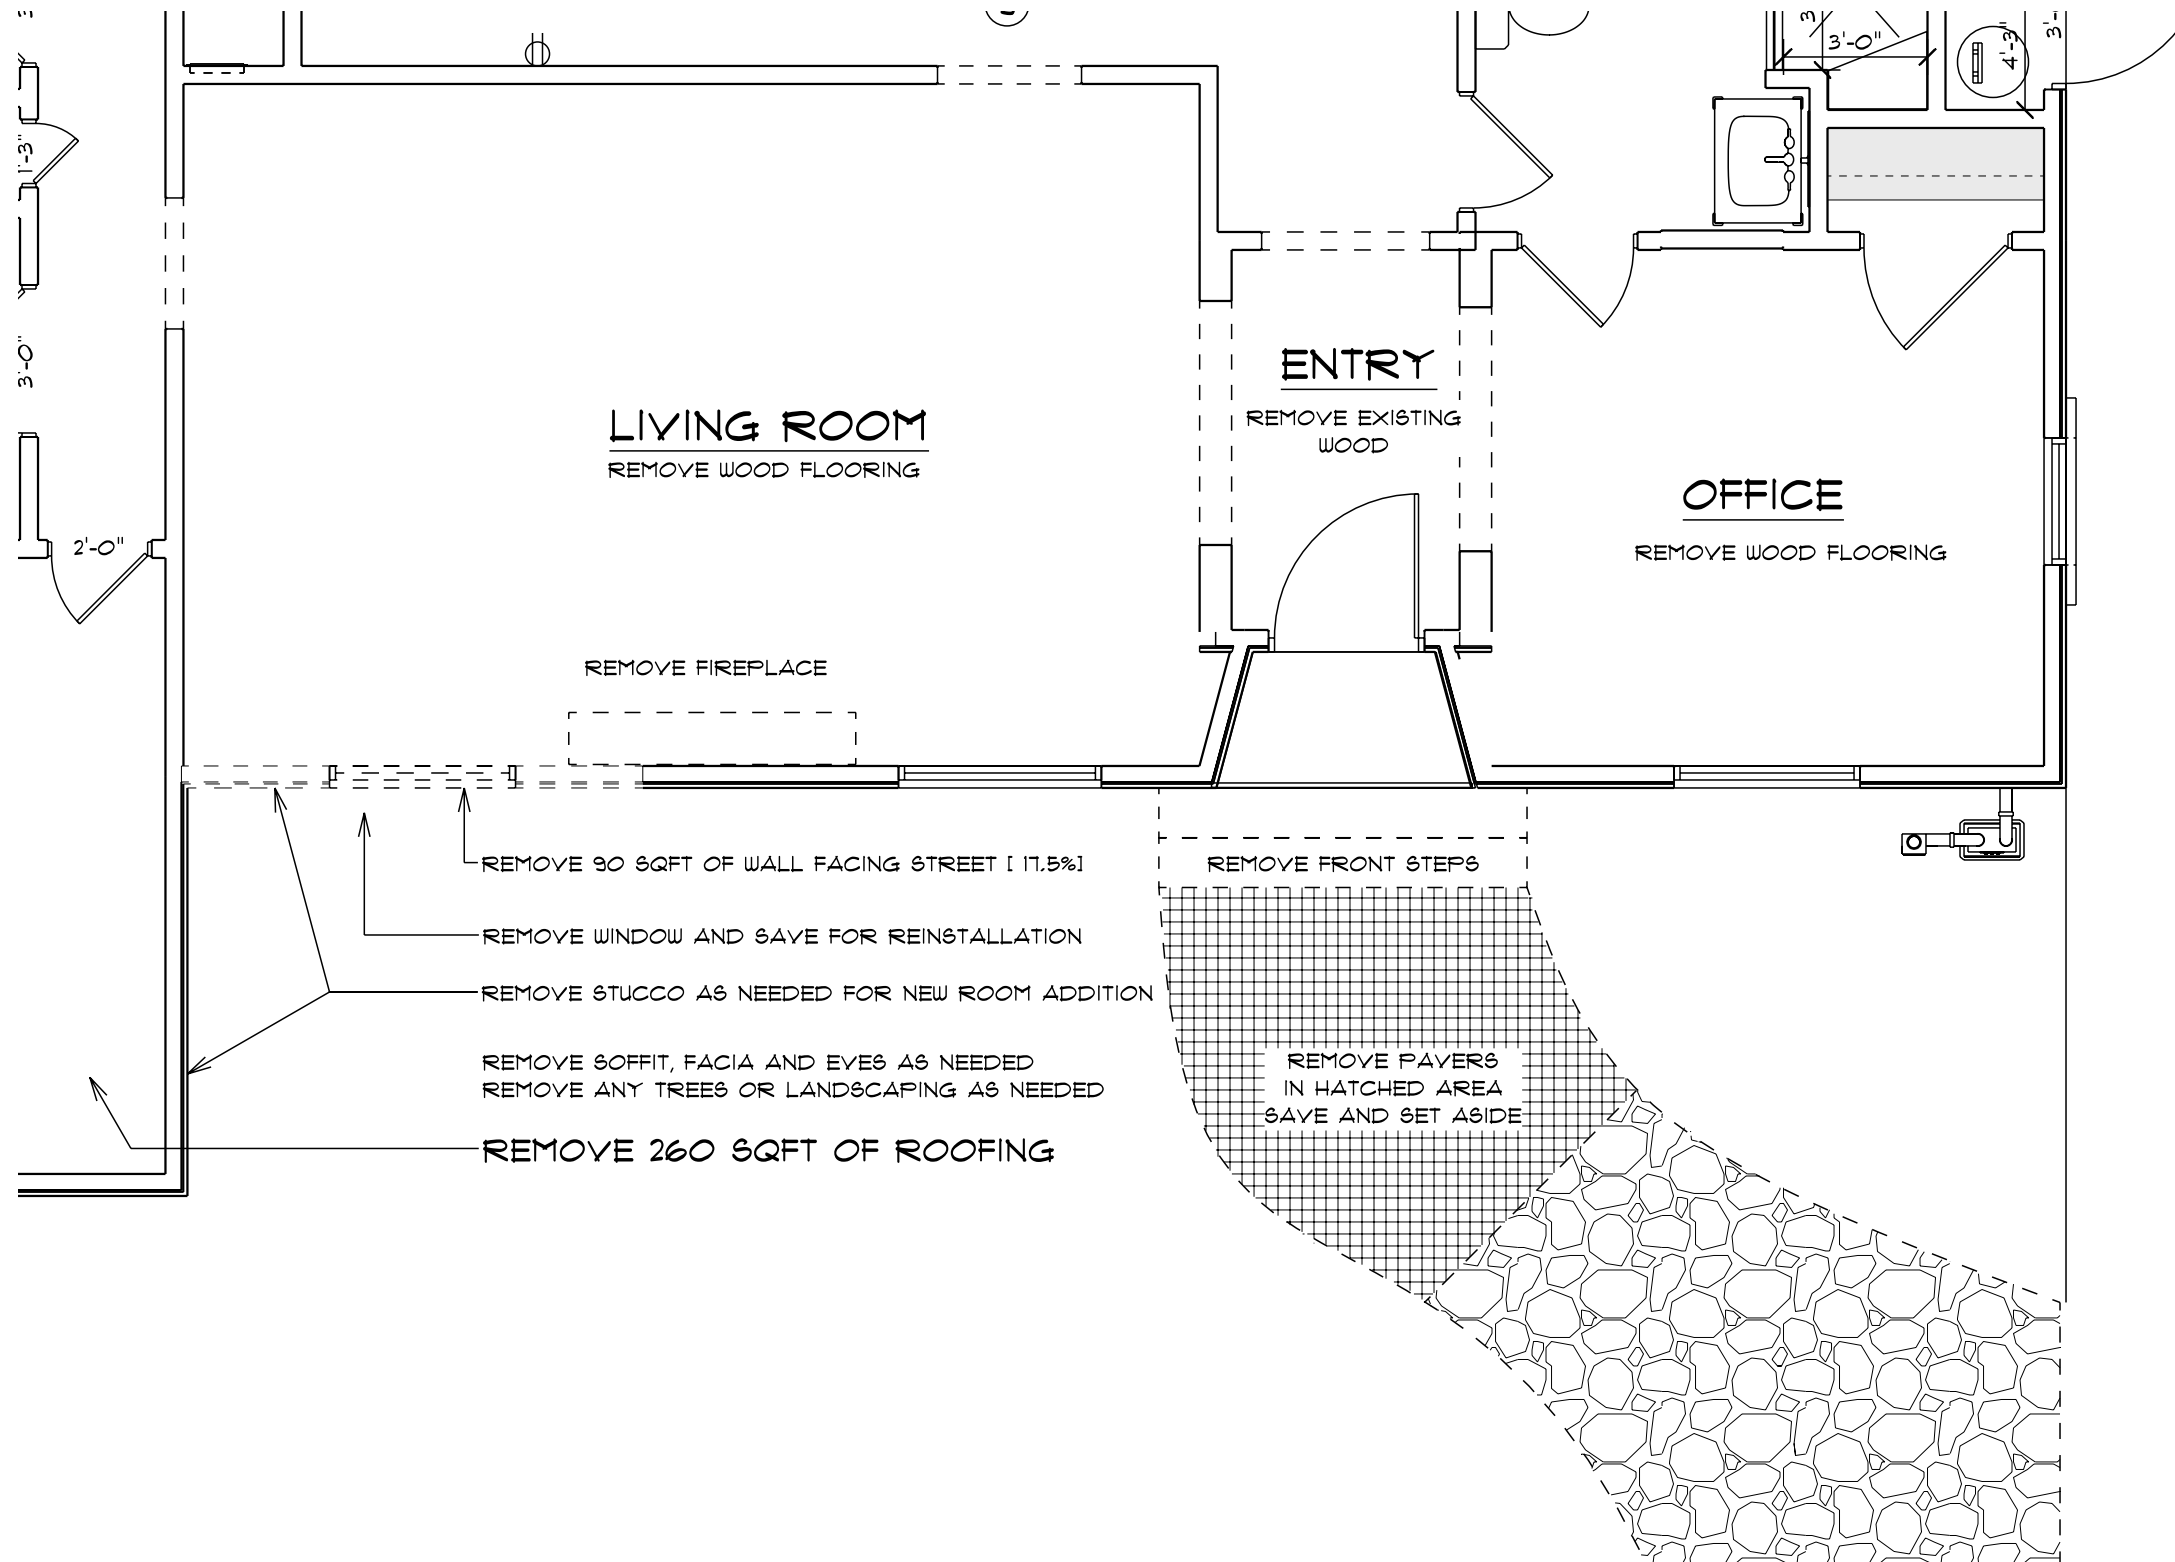 3'-0"
4'-3"
3'-
1'-3"
3'-0"
ENTRY
REMOVE EXISTING
WOOD
LIVING ROOM
REMOVE WOOD FLOORING
OFFICE
REMOVE WOOD FLOORING
2'-0"
REMOVE FIREPLACE
REMOVE 90 SQFT OF WALL FACING STREET [ 17.5%]
REMOVE FRONT STEPS
REMOVE WINDOW AND SAVE FOR REINSTALLATION
REMOVE STUCCO AS NEEDED FOR NEW ROOM ADDITION
REMOVE SOFFIT, FACIA AND EVES AS NEEDED
REMOVE ANY TREES OR LANDSCAPING AS NEEDED
REMOVE PAVERS
IN HATCHED AREA
SAVE AND SET ASIDE
REMOVE 260 SQFT OF ROOFING